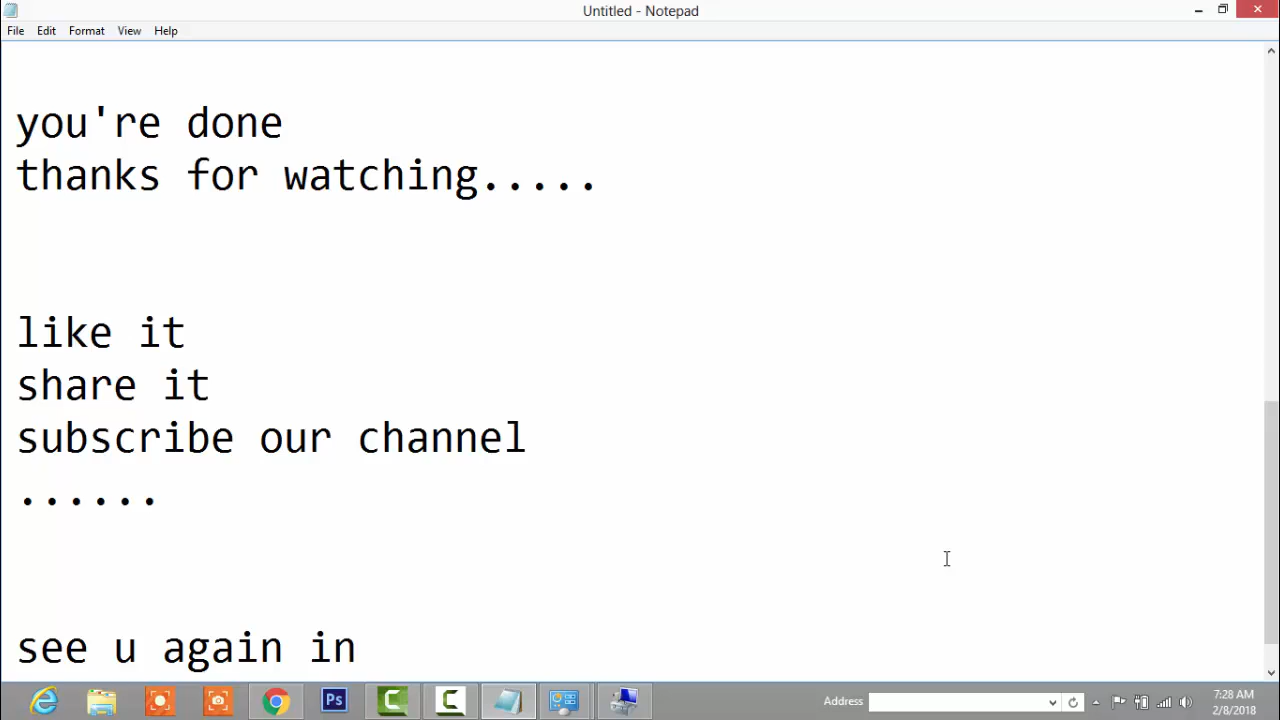 Untitled - Notepad
File Edit Format View Help
you're done
thanks for watching.....
like it
share it
subscribe our channel
......
see u again in
Ps
Address
7:28 AM
2/8/2018